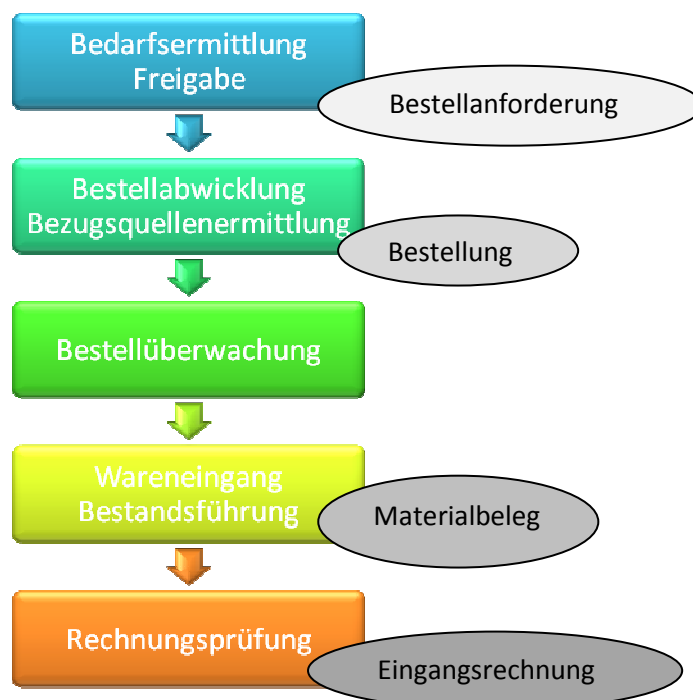 Bedarfsermittlung
Freigabe
Bestellanforderung
Bestellabwicklung
Bezugsquellenermittlung
Bestellung
Bestellüberwachung
Wareneingang
Bestandsführung
Materialbeleg
Rechnungsprüfung
Eingangsrechnung